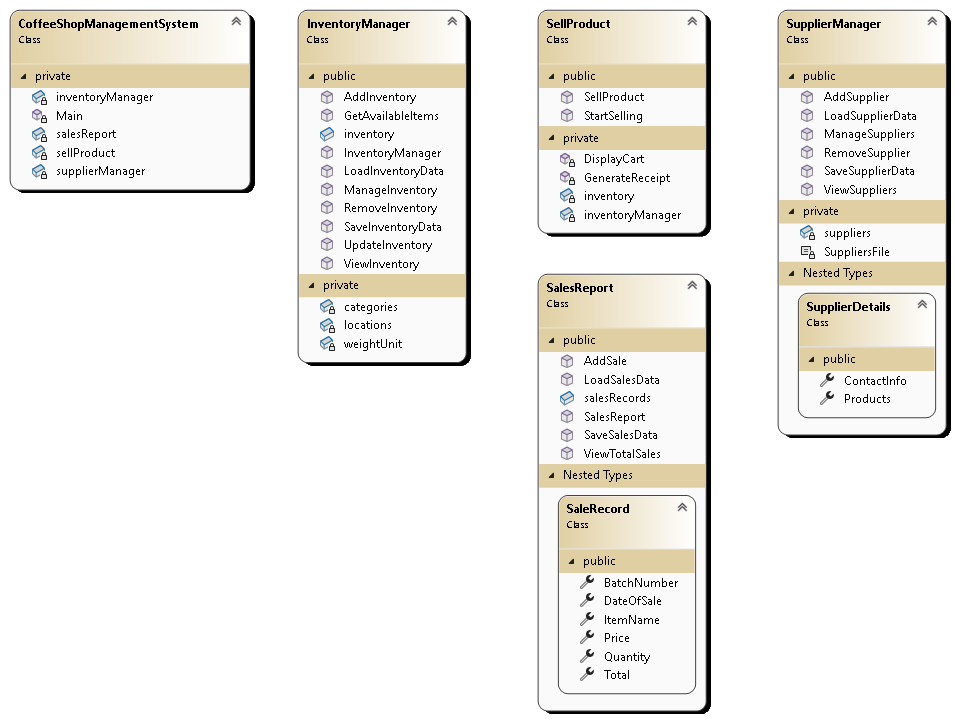 CoffeeShopManagementSystem
Class
private
inventoryManager
Main
salesReport
sellProduct
supplierManager
InventoryManager
Class
public
AddInventory
GetAvailableItems
inventory
InventoryManager
LoadInventoryData
ManageInventory
RemoveInventory
SaveInventoryData
UpdateInventory
ViewInventory
private
categories
locations
weightUnit
SellProduct
Class
public
SellProduct
StartSelling
private
DisplayCart
GenerateReceipt
inventory
inventoryManager
SalesReport
Class
public
AddSale
LoadSalesData
salesRecords
SalesReport
SaveSalesData
ViewTotalSales
Nested Types
SaleRecord
Class
public
BatchNumber
DateOfSale
ItemName
Price
Quantity
Total
SupplierManager
Class
public
AddSupplier
LoadSupplierData
ManageSuppliers
RemoveSupplier
SaveSupplierData
ViewSuppliers
private
suppliers
SuppliersFile
Nested Types
SupplierDetails
Class
public
ContactInfo
Products